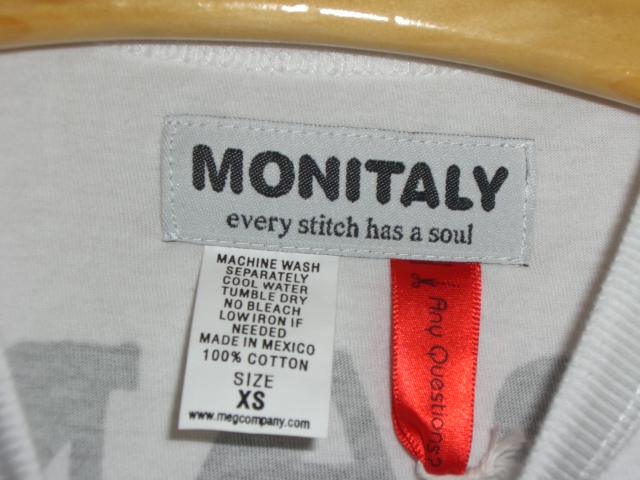 MONITALY
every stitch has a soul
MACHINE WASH
SEPARATELY
COOL WATER
TUMBLE DRY
NO BLEACH
LOW IRON IF
NEEDED
MADE IN MEXICO
100% COTTON
SIZE
XS
www.megcompany.com
Any Questions?